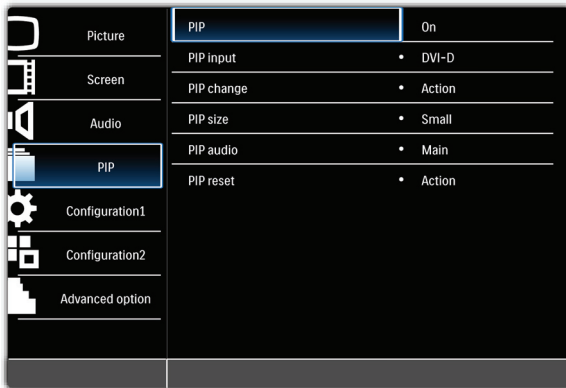 Picture
Screen
Audio
PIP
Configuration1
Configuration2
Advanced option
PIP On
PIP input • DVI-D
PIP change • Action
PIP size • Small
PIP audio • Main
PIP reset • Action